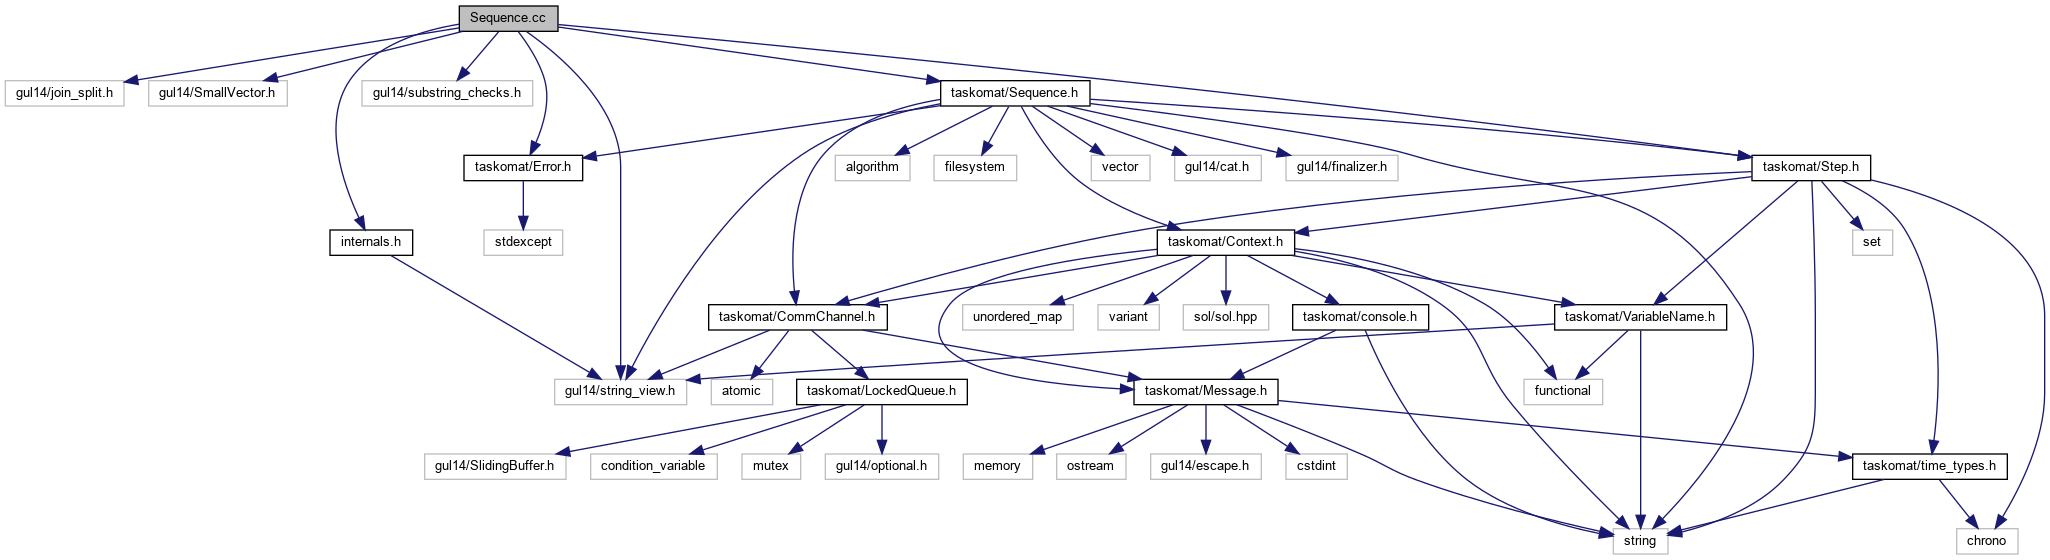 Sequence.cc
gul14/join_split.h
gul14/SmallVector.h
gul14/substring_checks.h
taskomat/Sequence.h
taskomat/Error.h
algorithm
filesystem
vector
gul14/cat.h
gul14/finalizer.h
taskomat/Step.h
internals.h
stdexcept
taskomat/Context.h
set
taskomat/CommChannel.h
unordered_map
variant
sol/sol.hpp
taskomat/console.h
taskomat/VariableName.h
gul14/string_view.h
atomic
taskomat/LockedQueue.h
taskomat/Message.h
functional
gul14/SlidingBuffer.h
condition_variable
mutex
gul14/optional.h
memory
ostream
gul14/escape.h
cstdint
taskomat/time_types.h
string
chrono